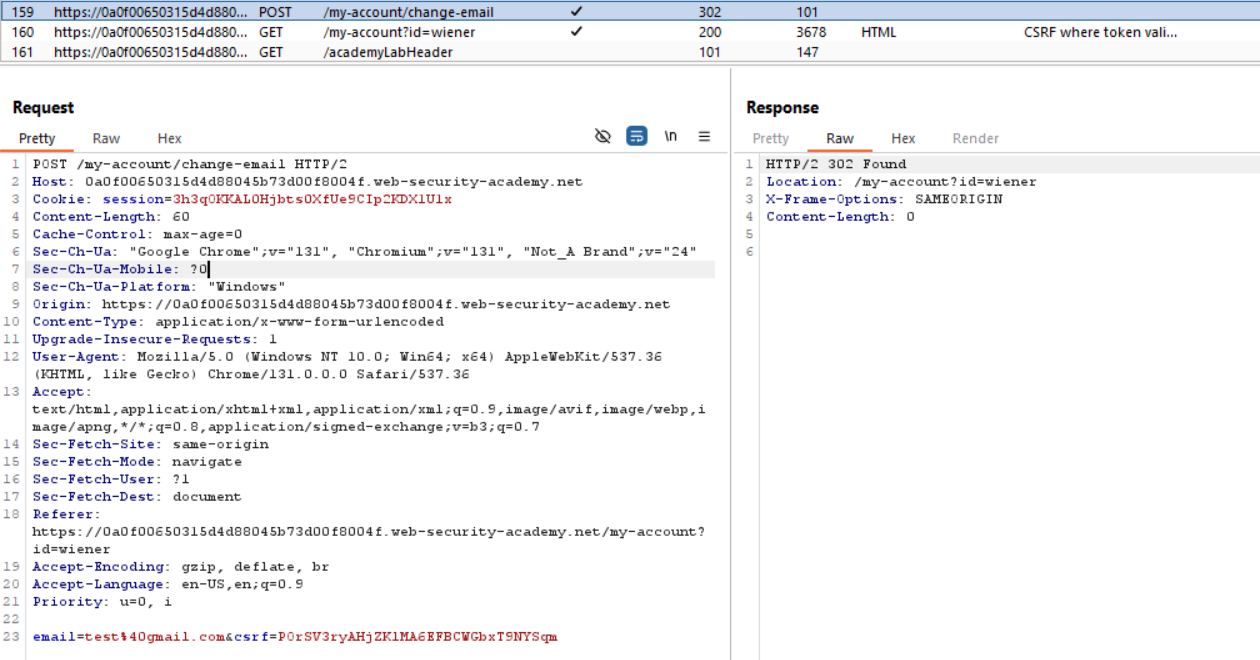 159 https://0a0f00650315d4d880... POST /my-account/change-email ✓ 302 101
160 https://0a0f00650315d4d880... GET /my-account?id=wiener ✓ 200 3678 HTML CSRF where token vali...
161 https://0a0f00650315d4d880... GET /academyLabHeader 101 147
Request
Pretty Raw Hex \n
1 POST /my-account/change-email HTTP/2
2 Host: 0a0f00650315d4d88045b73d00f8004f.web-security-academy.net
3 Cookie: session=3h3qOKKALOHjbts0XfUe9CIp2KDX1U1x
4 Content-Length: 60
5 Cache-Control: max-age=0
6 Sec-Ch-Ua: "Google Chrome";v="131", "Chromium";v="131", "Not_A Brand";v="24"
7 Sec-Ch-Ua-Mobile: ?0
8 Sec-Ch-Ua-Platform: "Windows"
9 Origin: https://0a0f00650315d4d88045b73d00f8004f.web-security-academy.net
10 Content-Type: application/x-www-form-urlencoded
11 Upgrade-Insecure-Requests: 1
12 User-Agent: Mozilla/5.0 (Windows NT 10.0; Win64; x64) AppleWebKit/537.36
(KHTML, like Gecko) Chrome/131.0.0.0 Safari/537.36
13 Accept:
text/html,application/xhtml+xml,application/xml;q=0.9,image/avif,image/webp,i
mage/apng,*/*;q=0.8,application/signed-exchange;v=b3;q=0.7
14 Sec-Fetch-Site: same-origin
15 Sec-Fetch-Mode: navigate
16 Sec-Fetch-User: ?1
17 Sec-Fetch-Dest: document
18 Referer:
https://0a0f00650315d4d88045b73d00f8004f.web-security-academy.net/my-account?
id=wiener
19 Accept-Encoding: gzip, deflate, br
20 Accept-Language: en-US,en;q=0.9
21 Priority: u=0, i
22
23 email=test%40gmail.com&csrf=P0rSV3ryAHjZK1MA6EFBCWGbxT9NYSqm
Response
Pretty Raw Hex Render
1 HTTP/2 302 Found
2 Location: /my-account?id=wiener
3 X-Frame-Options: SAMEORIGIN
4 Content-Length: 0
5
6